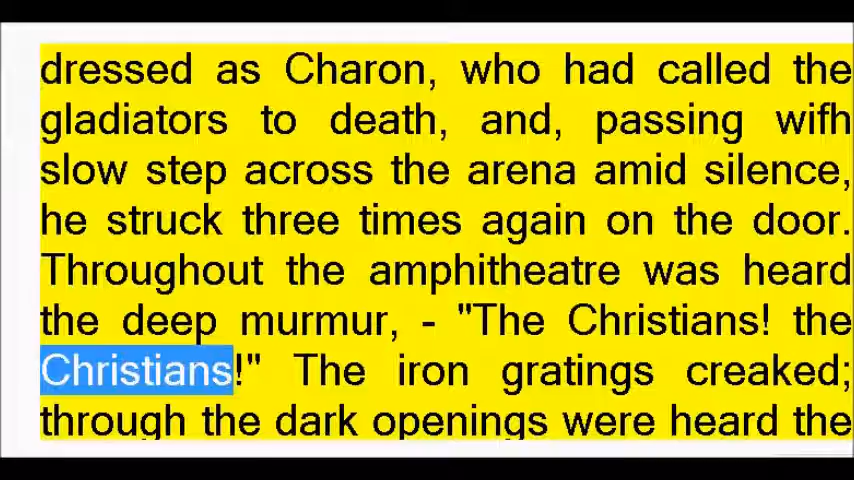 dressed as Charon, who had called the
gladiators to death, and, passing wifh
slow step across the arena amid silence,
he struck three times again on the door.
Throughout the amphitheatre was heard
the deep murmur, - "The Christians! the
Christians!" The iron gratings creaked;
through the dark openings were heard the